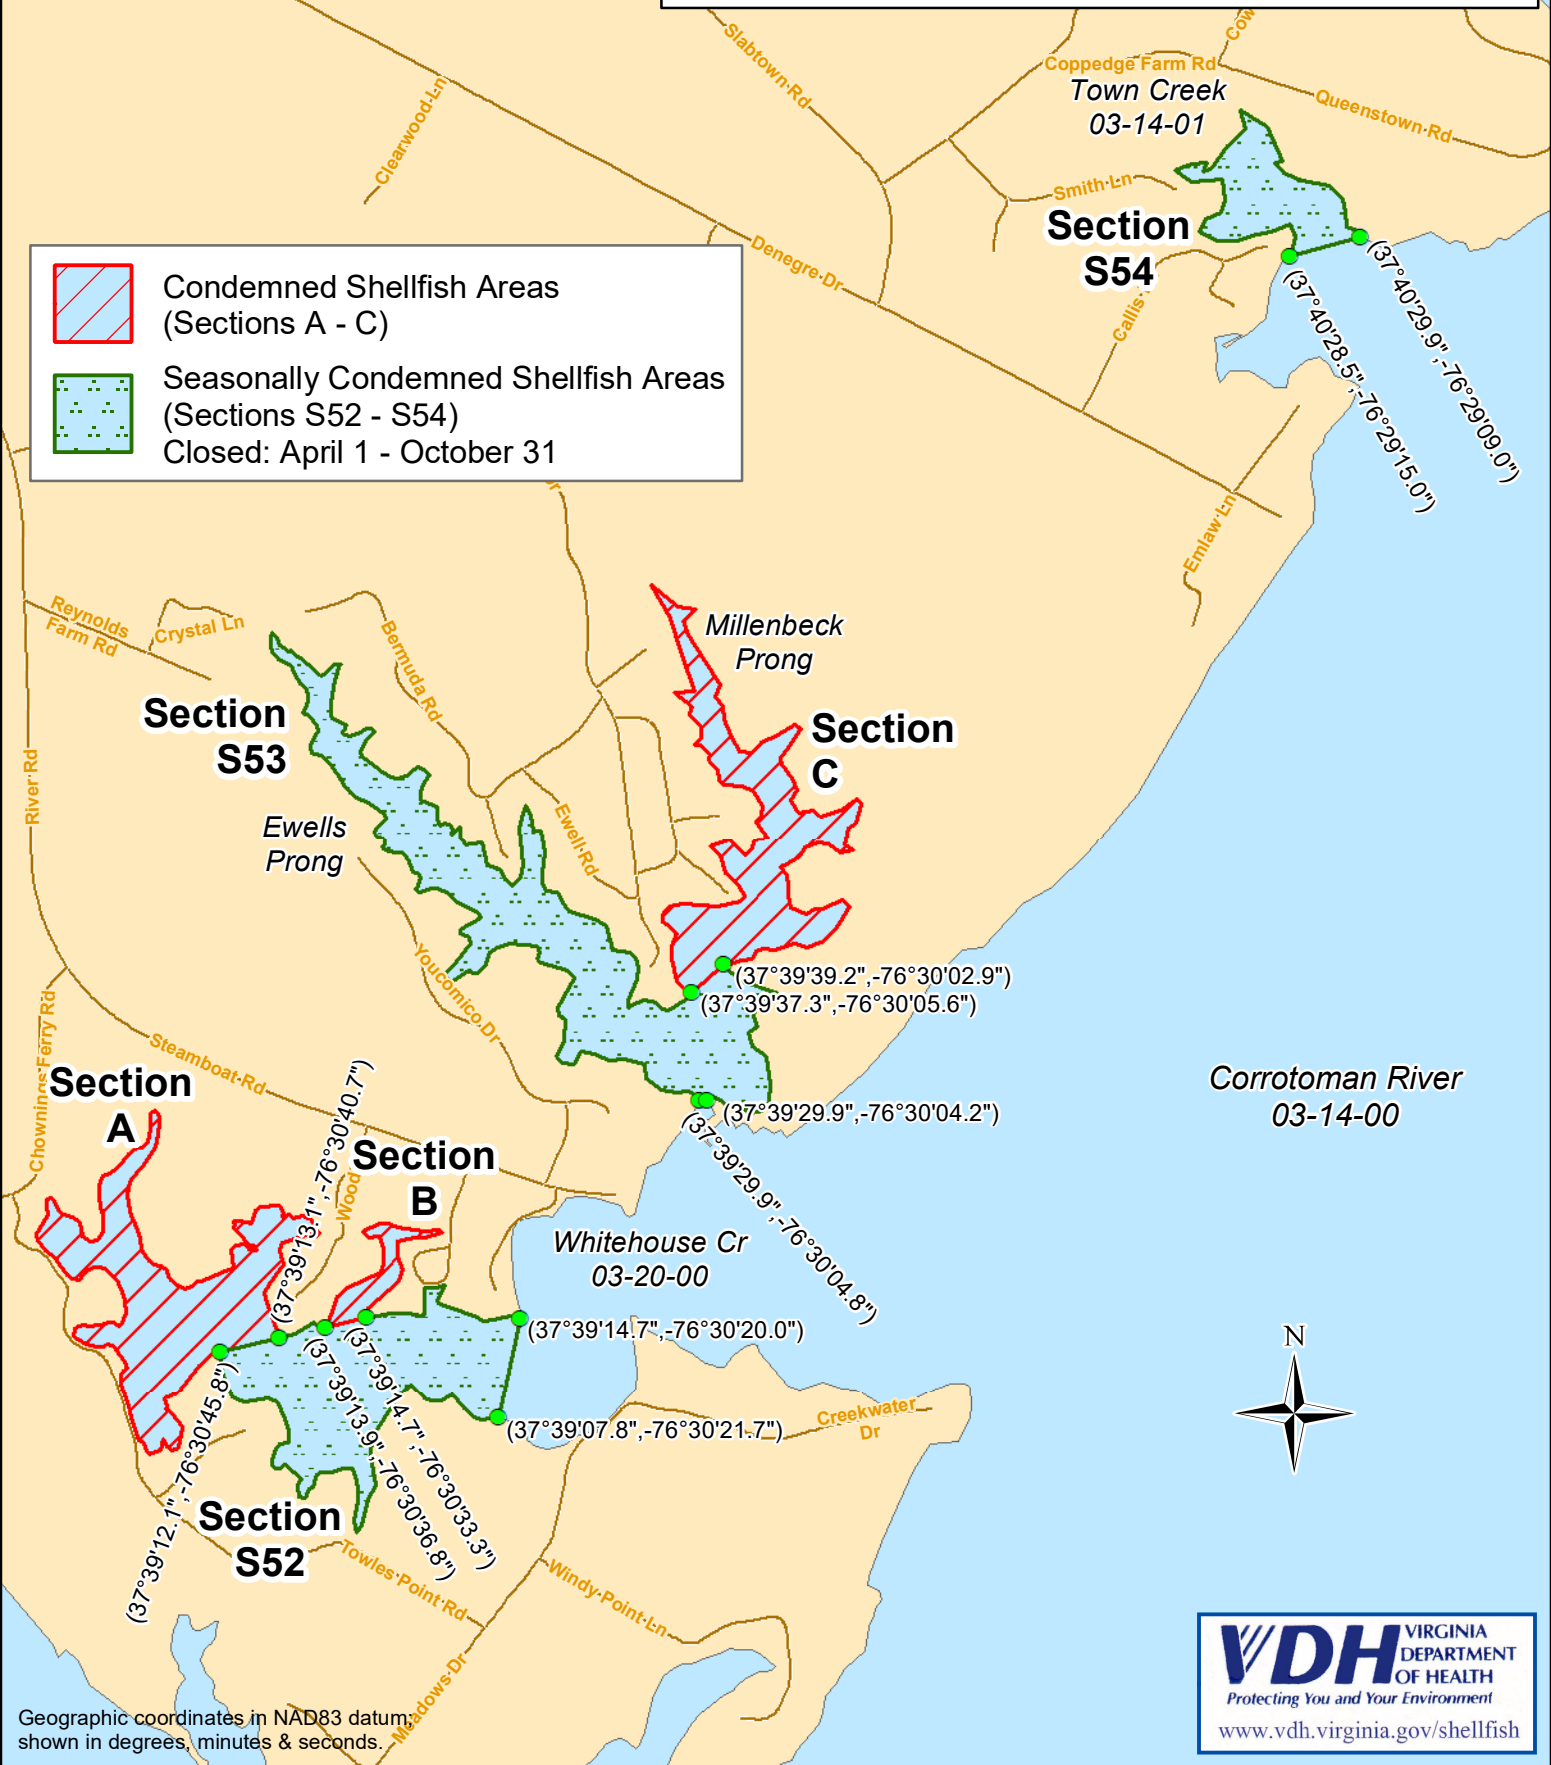 Slabtown Rd
Cow
Coppedge Farm Rd
Town Creek
03-14-01
Queenstown Rd
Clearwood Ln
Smith Ln
Section
S54
Denegre Dr
Callis
(37°40'28.5",-76°29'15.0")
(37°40'29.9",-76°29'09.0")
Condemned Shellfish Areas
(Sections A - C)
Seasonally Condemned Shellfish Areas
(Sections S52 - S54)
Closed: April 1 - October 31
Dr
Emlaw Ln
Reynolds
Farm Rd
Crystal Ln
Bermuda Rd
Millenbeck
Prong
Section
S53
Section
C
River Rd
Ewells
Prong
Ewell Rd
Youcomico Dr
(37°39'39.2",-76°30'02.9")
(37°39'37.3",-76°30'05.6")
Chownings Ferry Rd
Steamboat Rd
Section
A
(37°39'13.1",-76°30'40.7")
(37°39'29.9",-76°30'04.2")
(37°39'29.9",-76°30'04.8")
Corrotoman River
03-14-00
Section
B
Wood
Whitehouse Cr
03-20-00
(37°39'14.7",-76°30'20.0")
(37°39'12.1",-76°30'45.8")
(37°39'13.9",-76°30'36.8")
(37°39'14.7",-76°30'33.3")
(37°39'07.8",-76°30'21.7")
Creekwater
Dr
N
Section
S52
Towles Point Rd
Windy Point Ln
Meadows Dr
Geographic coordinates in NAD83 datum;
shown in degrees, minutes & seconds.
VDH
VIRGINIA
DEPARTMENT
OF HEALTH
Protecting You and Your Environment
www.vdh.virginia.gov/shellfish